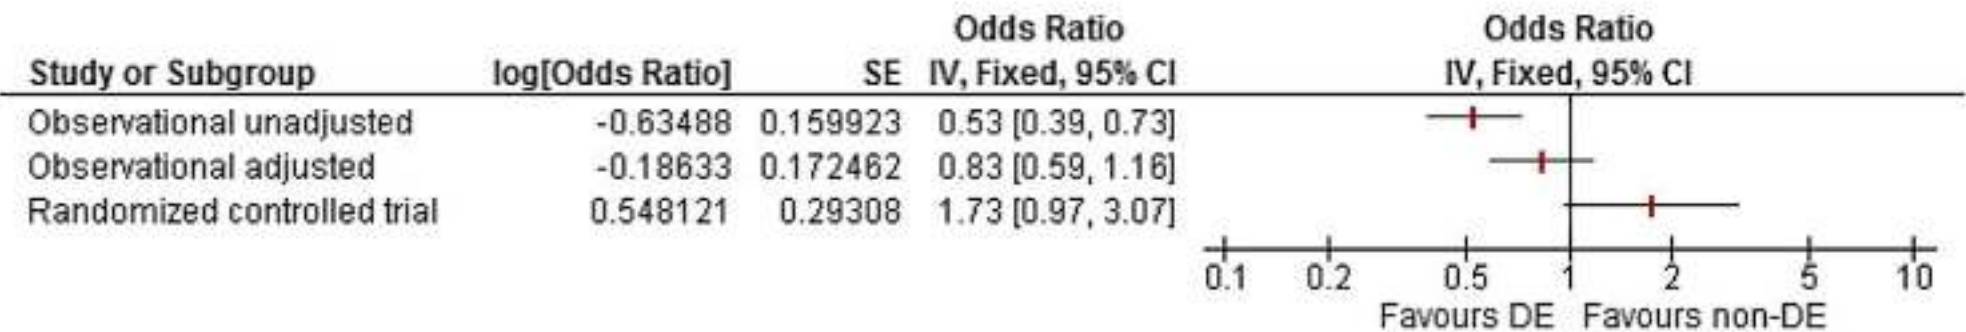 Odds Ratio Odds Ratio
Study or Subgroup log[Odds Ratio] SE IV, Fixed, 95% CI IV, Fixed, 95% CI
Observational unadjusted -0.63488 0.159923 0.53 [0.39, 0.73]
Observational adjusted -0.18633 0.172462 0.83 [0.59, 1.16]
Randomized controlled trial 0.548121 0.29308 1.73 [0.97, 3.07]
0.1 0.2 0.5 1 2 5 10
Favours DE Favours non-DE